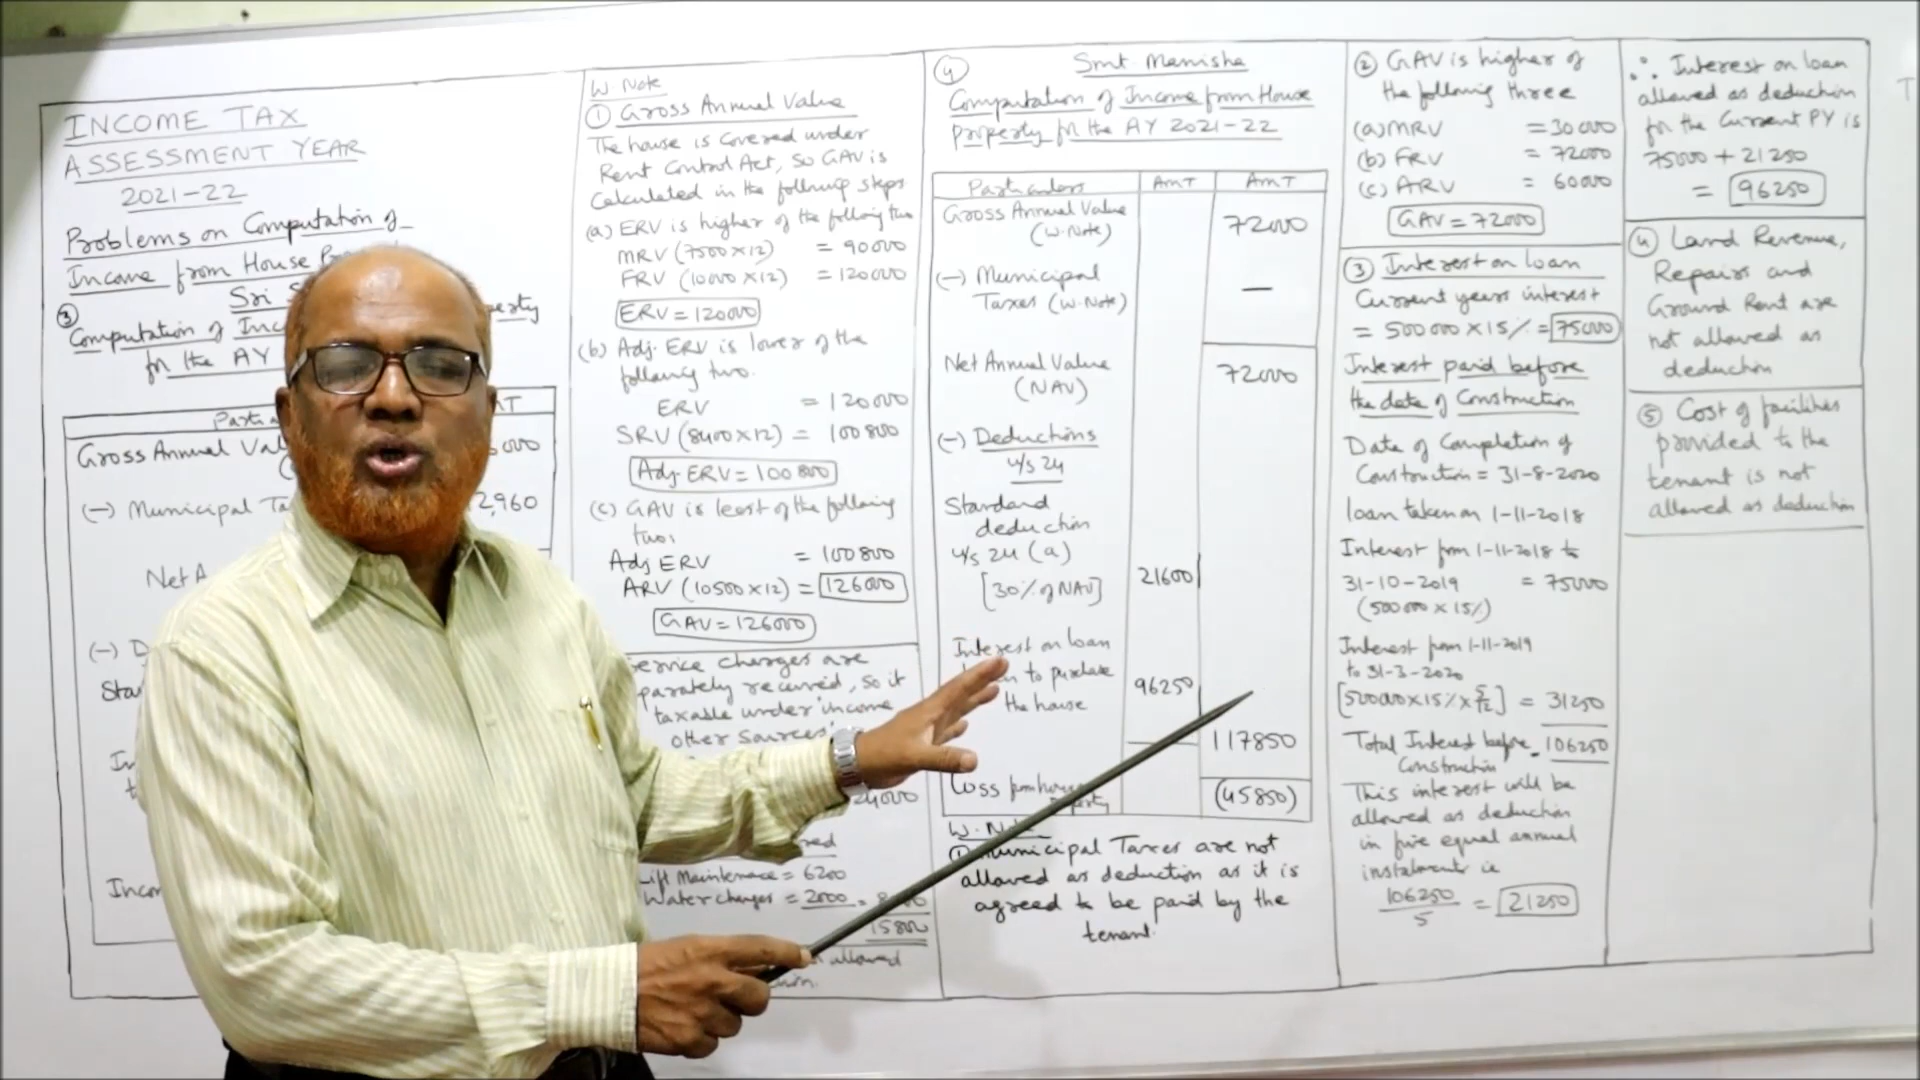 INCOME TAX
ASSESSMENT YEAR
2021-22
Problems on Computation of
Income from House
Sri
③
Computation of
for the AY
Gross Annual
(-) Municipal
2,960
(-)
W Note
① Gross Annual Value
The house is covered under
Rent Control Act, So GAV is
Calculated in the following steps
(a) ERV is higher of the following two
MRV (7500×12) = 90000
FRV (10000×12) = 120000
ERV = 120000
(b) Adj. ERV is lower of the
following two.
ERV = 120000
SRV (8400×12) = 100800
Adj. ERV = 100800
(c) GAV is least of the following
two,
Adj ERV = 100800
ARV (10500×12) = 126000
GAV = 126000
charges are
received, so it
taxable under income
other sources
24000
Lift Maintenace = 6200
Water charges = 2000
15800
allowed
④ Smt Manisha
Computation of Income from House
property for the AY 2021-22
Particulars AMT AMT
Gross Annual Value 72000
(W.Note)
(-) Municipal
Taxes (W.Note) —
Net Annual Value 72000
(NAV)
(-) Deductions
u/s 24
Standard
deduction
u/s 24 (a)
[30% of NAV] 21600
Interest on loan
to purchase
the house 96250
117850
Loss from house
property (45850)
W. Note
① Municipal Taxes are not
allowed as deduction as it is
agreed to be paid by the
tenant.
② GAV is higher of
the following three
(a) MRV = 30000
(b) FRV = 72000
(c) ARV = 60000
GAV = 72000
③ Interest on loan
Current years interest
= 500000×15% = 75000
Interest paid before
the date of Construction
Date of Completion of
Construction = 31-8-2020
loan taken on 1-11-2018
Interest from 1-11-2018 to
31-10-2019 = 75000
(500000×15%)
Interest from 1-11-2019
to 31-3-2020
[500000×15%×5/12] = 31250
Total Interest before = 106250
Construction
This interest will be
allowed as deduction
in five equal annual
instalment ie
106250/5 = 21250
∴ Interest on loan
allowed as deduction
for the Current PY is
75000 + 21250
= 96250
④ Land Revenue,
Repairs and
Ground Rent are
not allowed as
deduction
⑤ Cost of facilities
provided to the
tenant is not
allowed as deduction